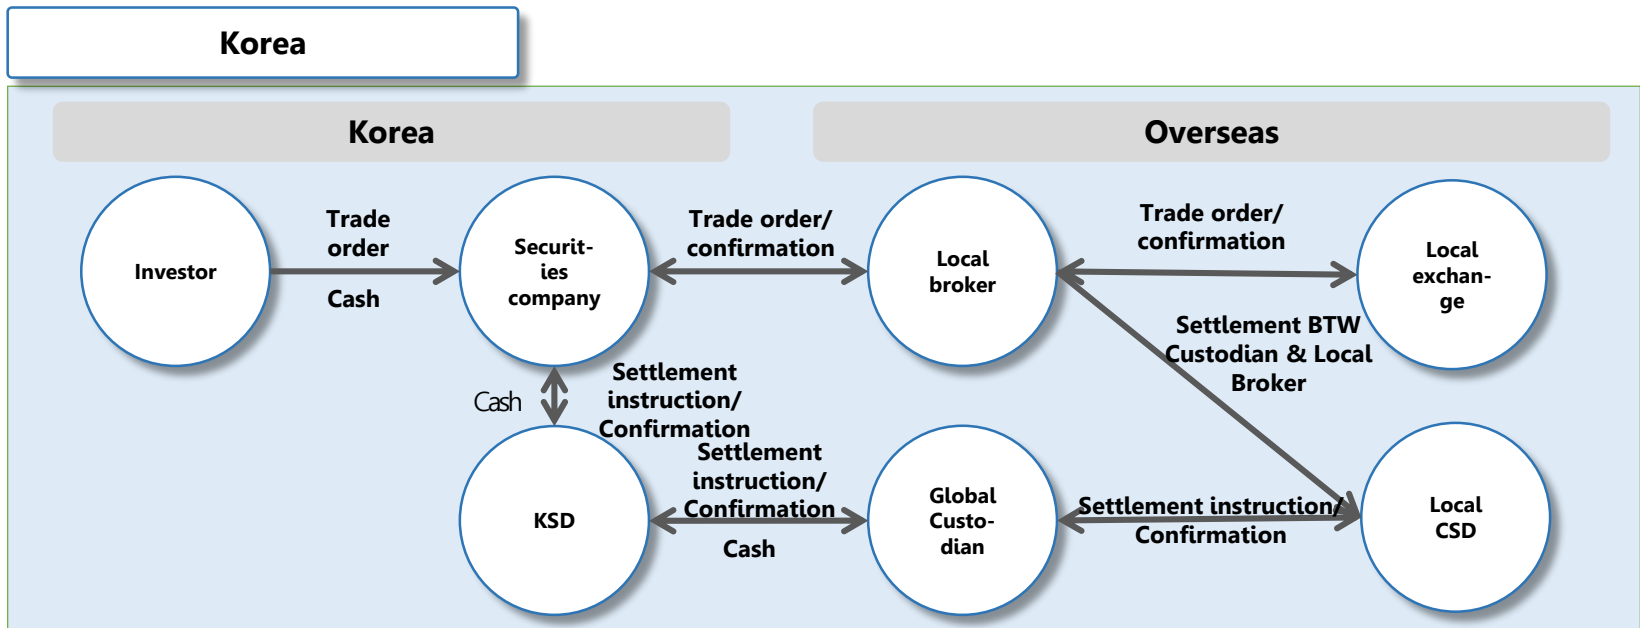 Korea
Korea
Overseas
Investor
Trade
order
Cash
Securit-
ies
company
Trade order/
confirmation
Local
broker
Trade order/
confirmation
Local
exchan-
ge
Settlement BTW
Custodian & Local
Broker
Cash
Settlement
instruction/
Confirmation
KSD
Settlement
instruction/
Confirmation
Cash
Global
Custo-
dian
Settlement instruction/
Confirmation
Local
CSD